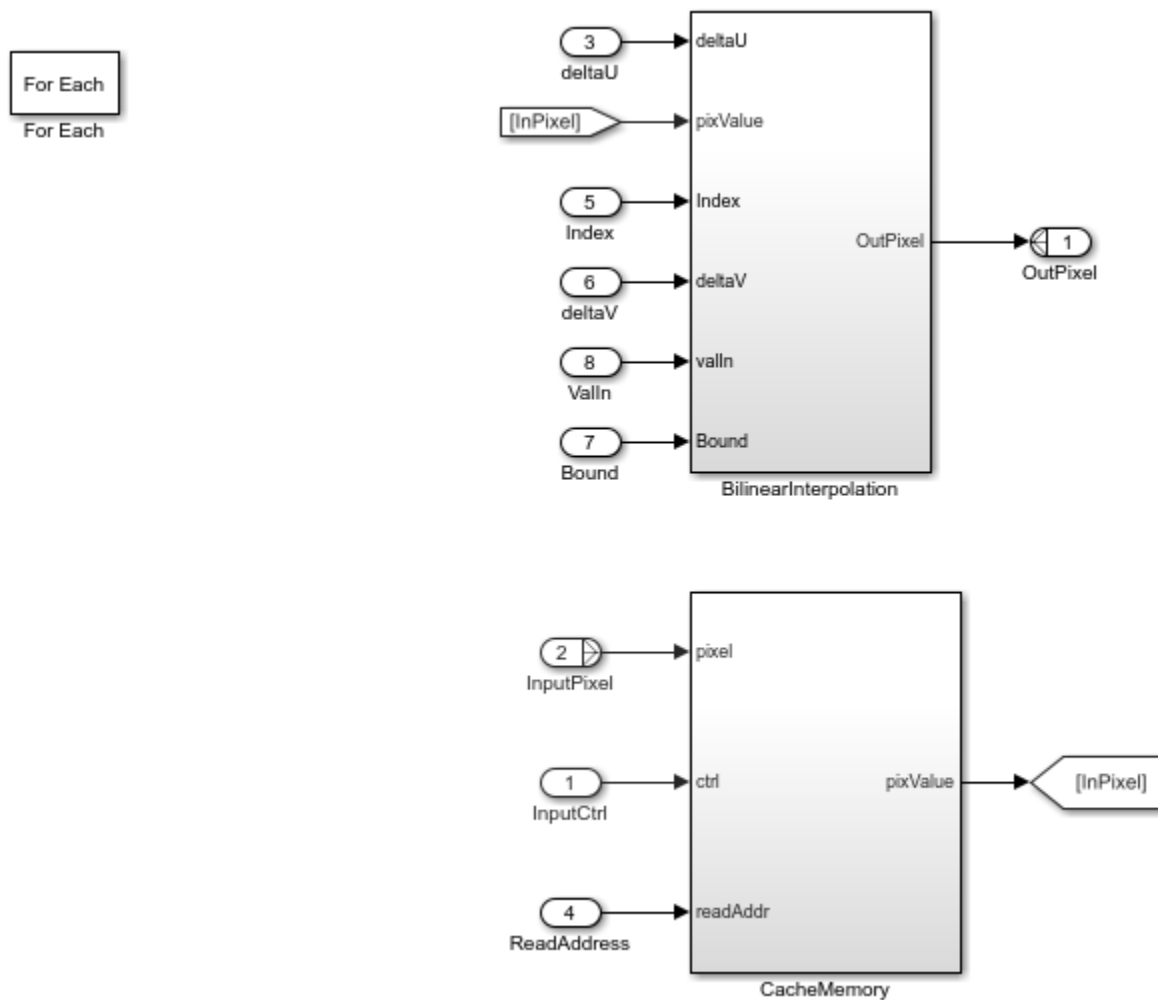 For Each
For Each
3
deltaU
deltaU
[InPixel]
pixValue
5
Index
Index
OutPixel
1
OutPixel
6
deltaV
deltaV
8
ValIn
valIn
7
Bound
Bound
BilinearInterpolation
2
InputPixel
pixel
1
InputCtrl
ctrl
pixValue
[InPixel]
4
ReadAddress
readAddr
CacheMemory